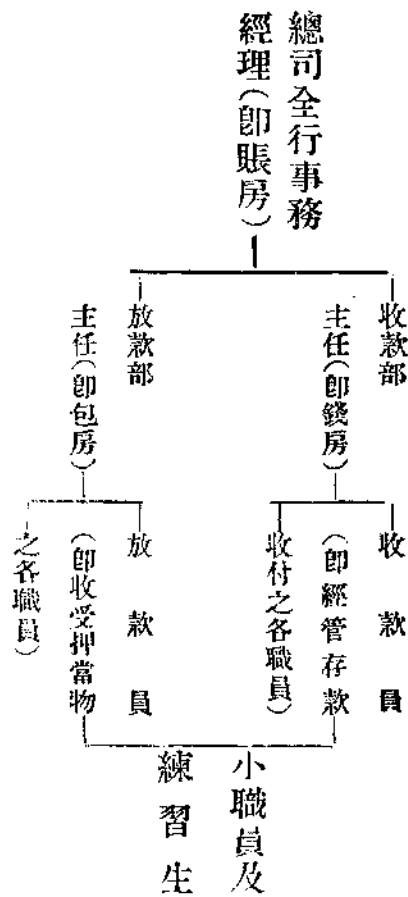 總司全行事務
經理(卽賬房)
收款部
主任(卽錢房)
收款員
(卽經管存款
收付之各職員)
放款部
主任(卽包房)
放款員
(卽收受押當物
之各職員)
小職員及
練習生